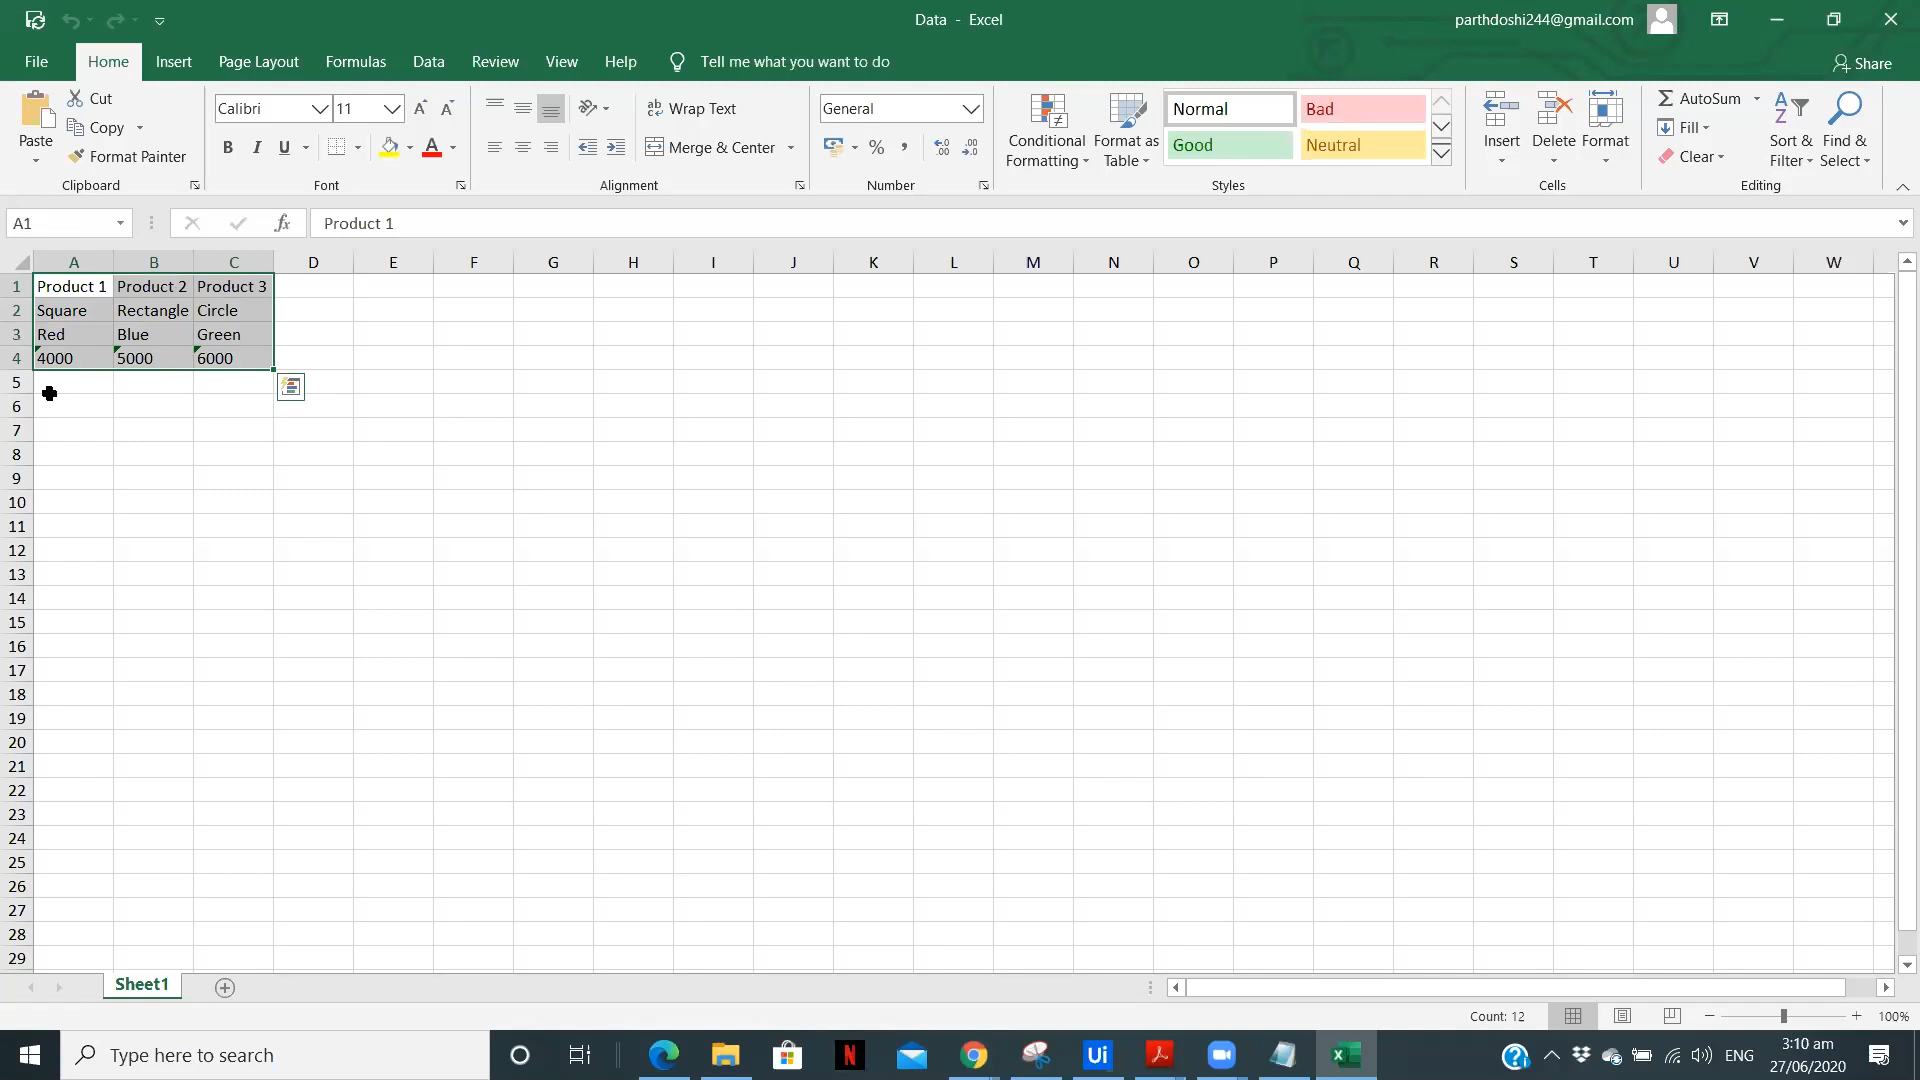 Data - Excel
parthdoshi244@gmail.com
File Home Insert Page Layout Formulas Data Review View Help Tell me what you want to do
Share
Paste
Cut
Copy
Format Painter
Clipboard
Calibri 11
B I U
Font
Wrap Text
Merge & Center
Alignment
General
Number
Conditional Formatting
Format as Table
Normal Bad
Good Neutral
Styles
Insert Delete Format
Cells
AutoSum
Fill
Clear
Sort & Filter
Find & Select
Editing
A1 fx Product 1
A B C D E F G H I J K L M N O P Q R S T U V W
1 Product 1 Product 2 Product 3
2 Square Rectangle Circle
3 Red Blue Green
4 4000 5000 6000
5
6
7
8
9
10
11
12
13
14
15
16
17
18
19
20
21
22
23
24
25
26
27
28
29
Sheet1
Count: 12 100%
Type here to search
ENG
3:10 am
27/06/2020